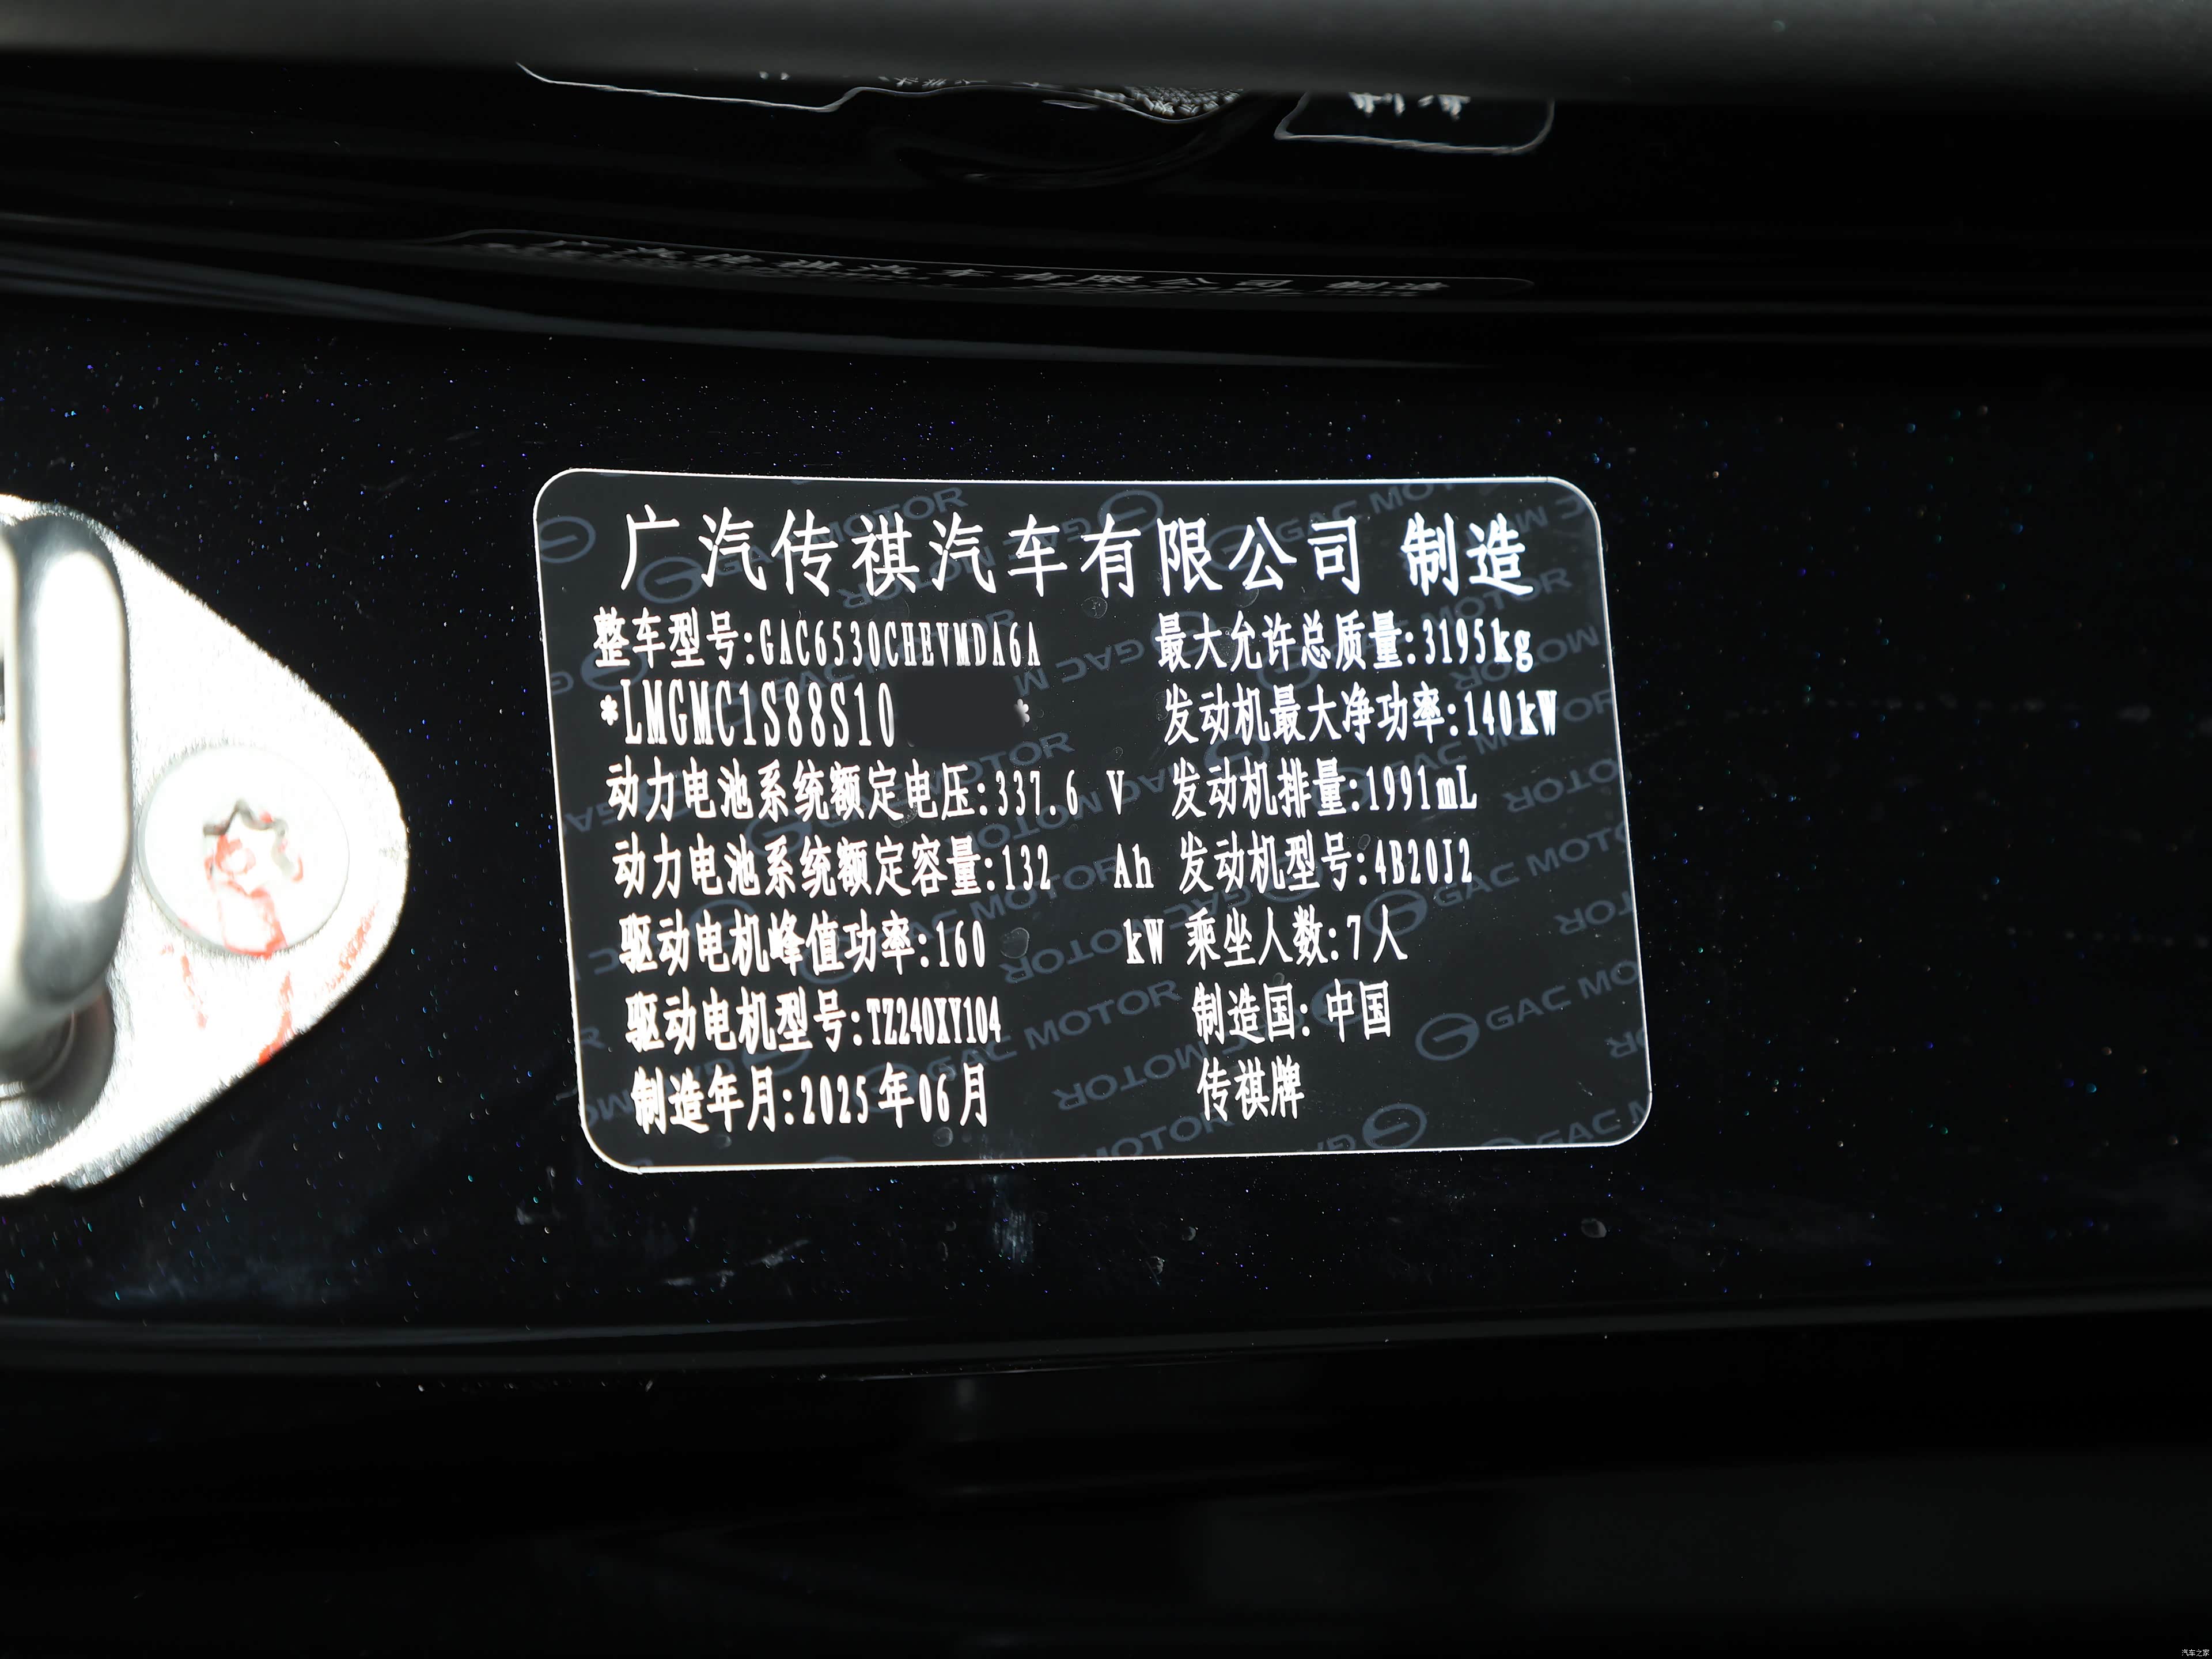 广汽传祺汽车有限公司 制造
整车型号:GAC6530CHEVMDA6A 最大允许总质量:3195kg
*LMGMC1S88S10 * 发动机最大净功率:140kW
动力电池系统额定电压:337.6 V 发动机排量:1991mL
动力电池系统额定容量:132 Ah 发动机型号:4B20J2
驱动电机峰值功率:160 kW 乘坐人数:7人
驱动电机型号:TZ240XY104 制造国:中国
制造年月:2025年06月 传祺牌
GAC MOTOR
汽车之家